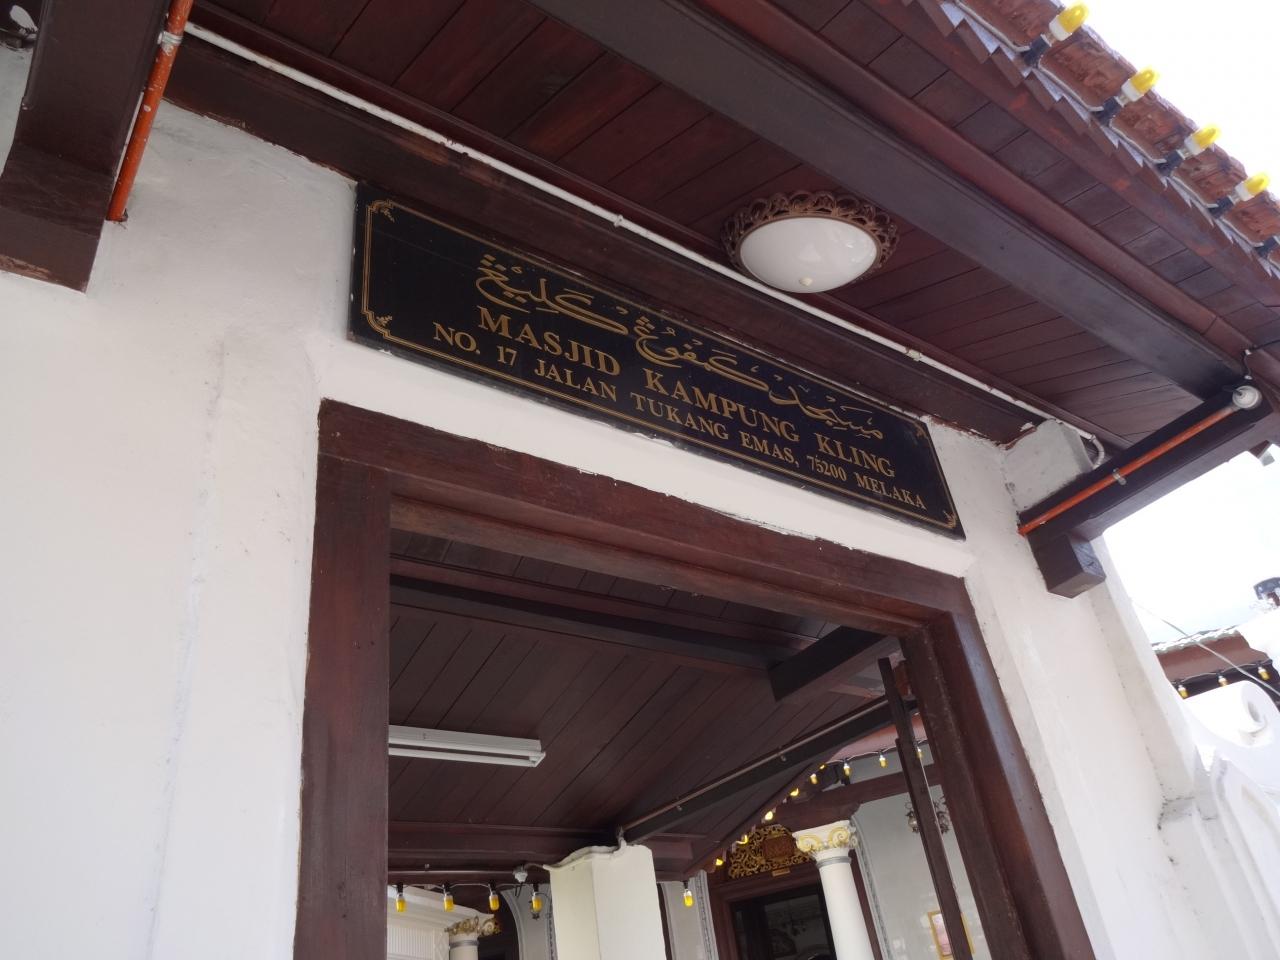 مسجد كمڤوڠ كليڠ
MASJID KAMPUNG KLING
NO. 17 JALAN TUKANG EMAS, 75200 MELAKA